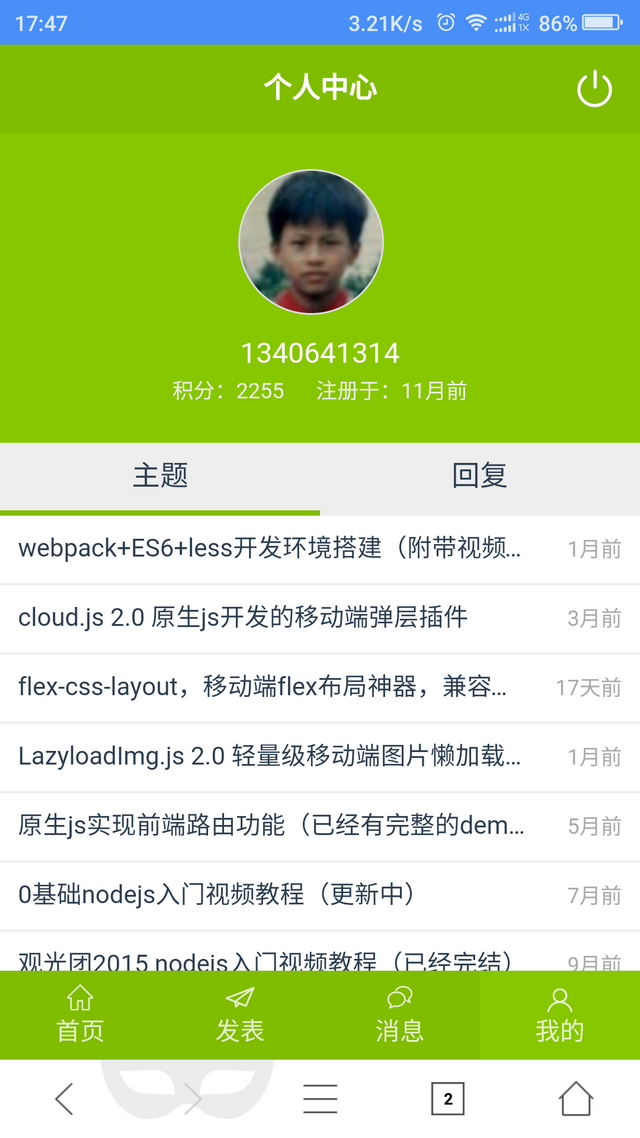 17:47 3.21K/s 4G 1X 86%
个人中心
1340641314
积分：2255 注册于：11月前
主题 回复
webpack+ES6+less开发环境搭建（附带视频... 1月前
cloud.js 2.0 原生js开发的移动端弹层插件 3月前
flex-css-layout，移动端flex布局神器，兼容... 17天前
LazyloadImg.js 2.0 轻量级移动端图片懒加载... 1月前
原生js实现前端路由功能（已经有完整的dem... 5月前
0基础nodejs入门视频教程（更新中） 7月前
观光团2015 nodejs入门视频教程（已经完结） 9月前
首页 发表 消息 我的
2